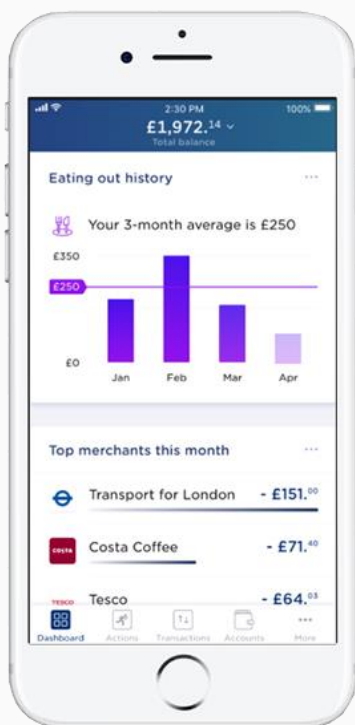 2:30 PM
100%
£1,972.14
Total balance
Eating out history
Your 3-month average is £250
£350
£250
£0
Jan Feb Mar Apr
Top merchants this month
Transport for London - £151.00
COSTA Costa Coffee - £71.40
TESCO Tesco - £64.03
Dashboard Actions Transactions Accounts More